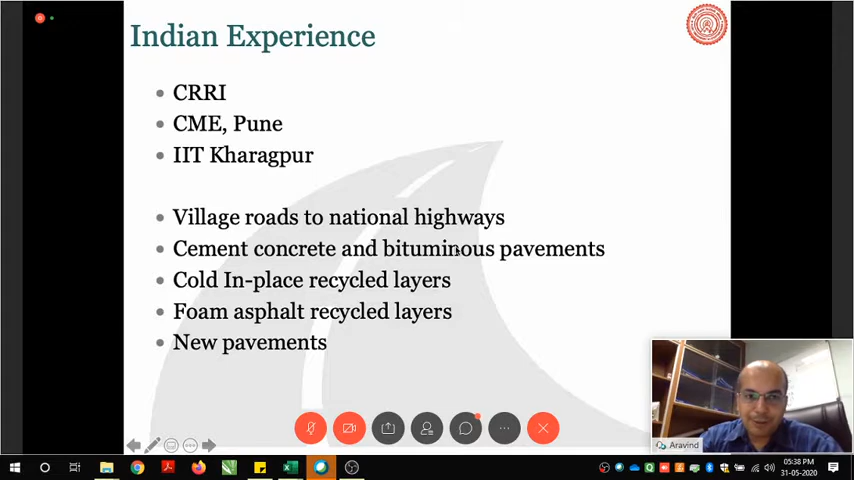 Indian Experience
CRRI
CME, Pune
IIT Kharagpur
Village roads to national highways
Cement concrete and bituminous pavements
Cold In-place recycled layers
Foam asphalt recycled layers
New pavements
Aravind
05:38 PM
31-05-2020